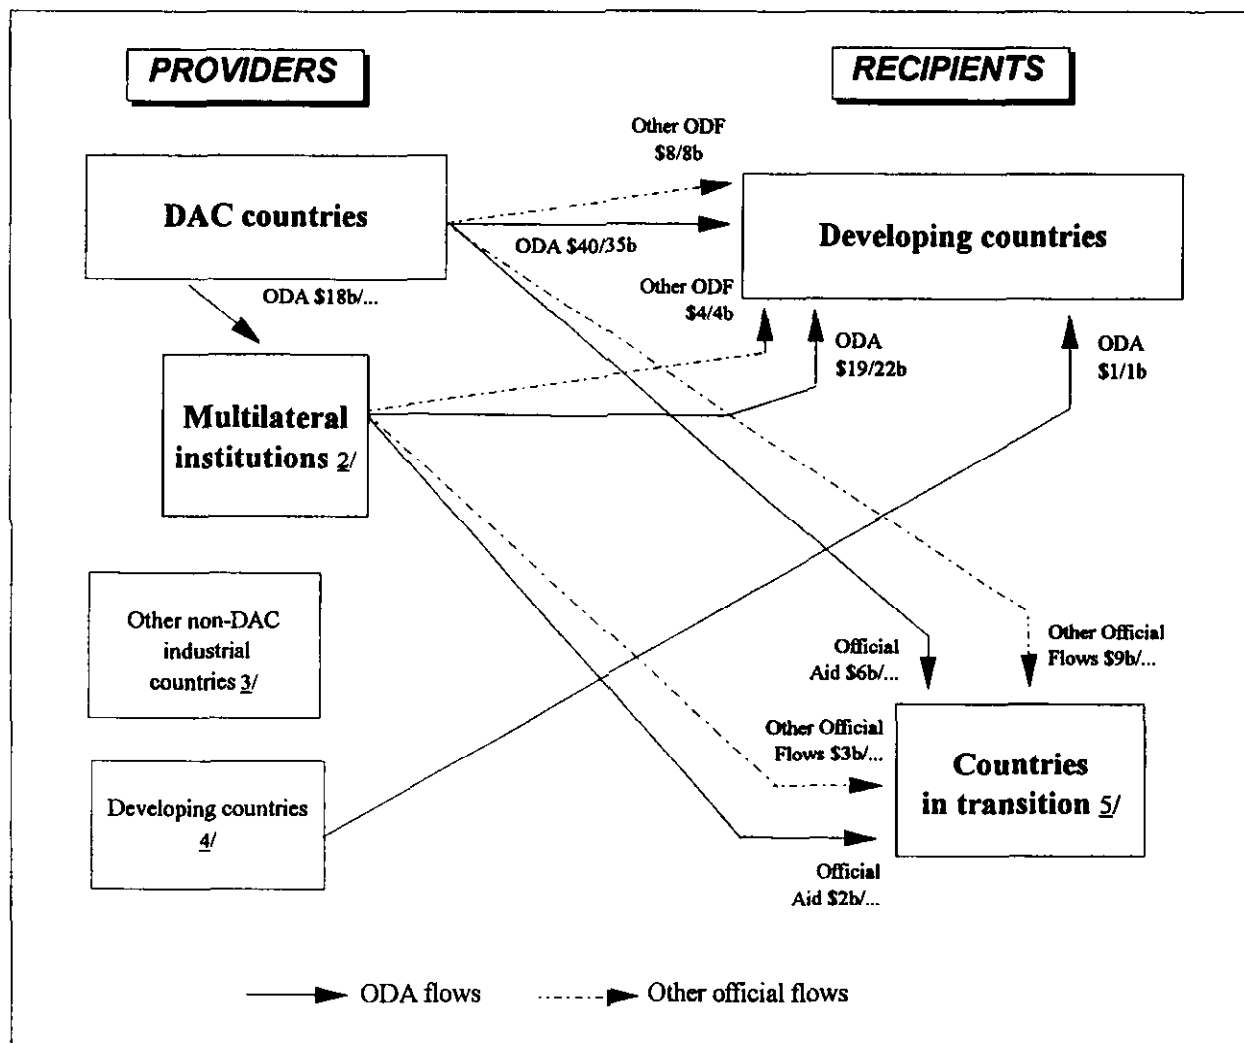 PROVIDERS
RECIPIENTS
Other ODF
$8/8b
DAC countries
Developing countries
ODA $40/35b
ODA $18b/...
Other ODF
$4/4b
ODA
$19/22b
ODA
$1/1b
Multilateral
institutions 2/
Other non-DAC
industrial
countries 3/
Official
Aid $6b/...
Other Official
Flows $9b/...
Other Official
Flows $3b/...
Countries
in transition 5/
Developing countries
4/
Official
Aid $2b/...
ODA flows
Other official flows